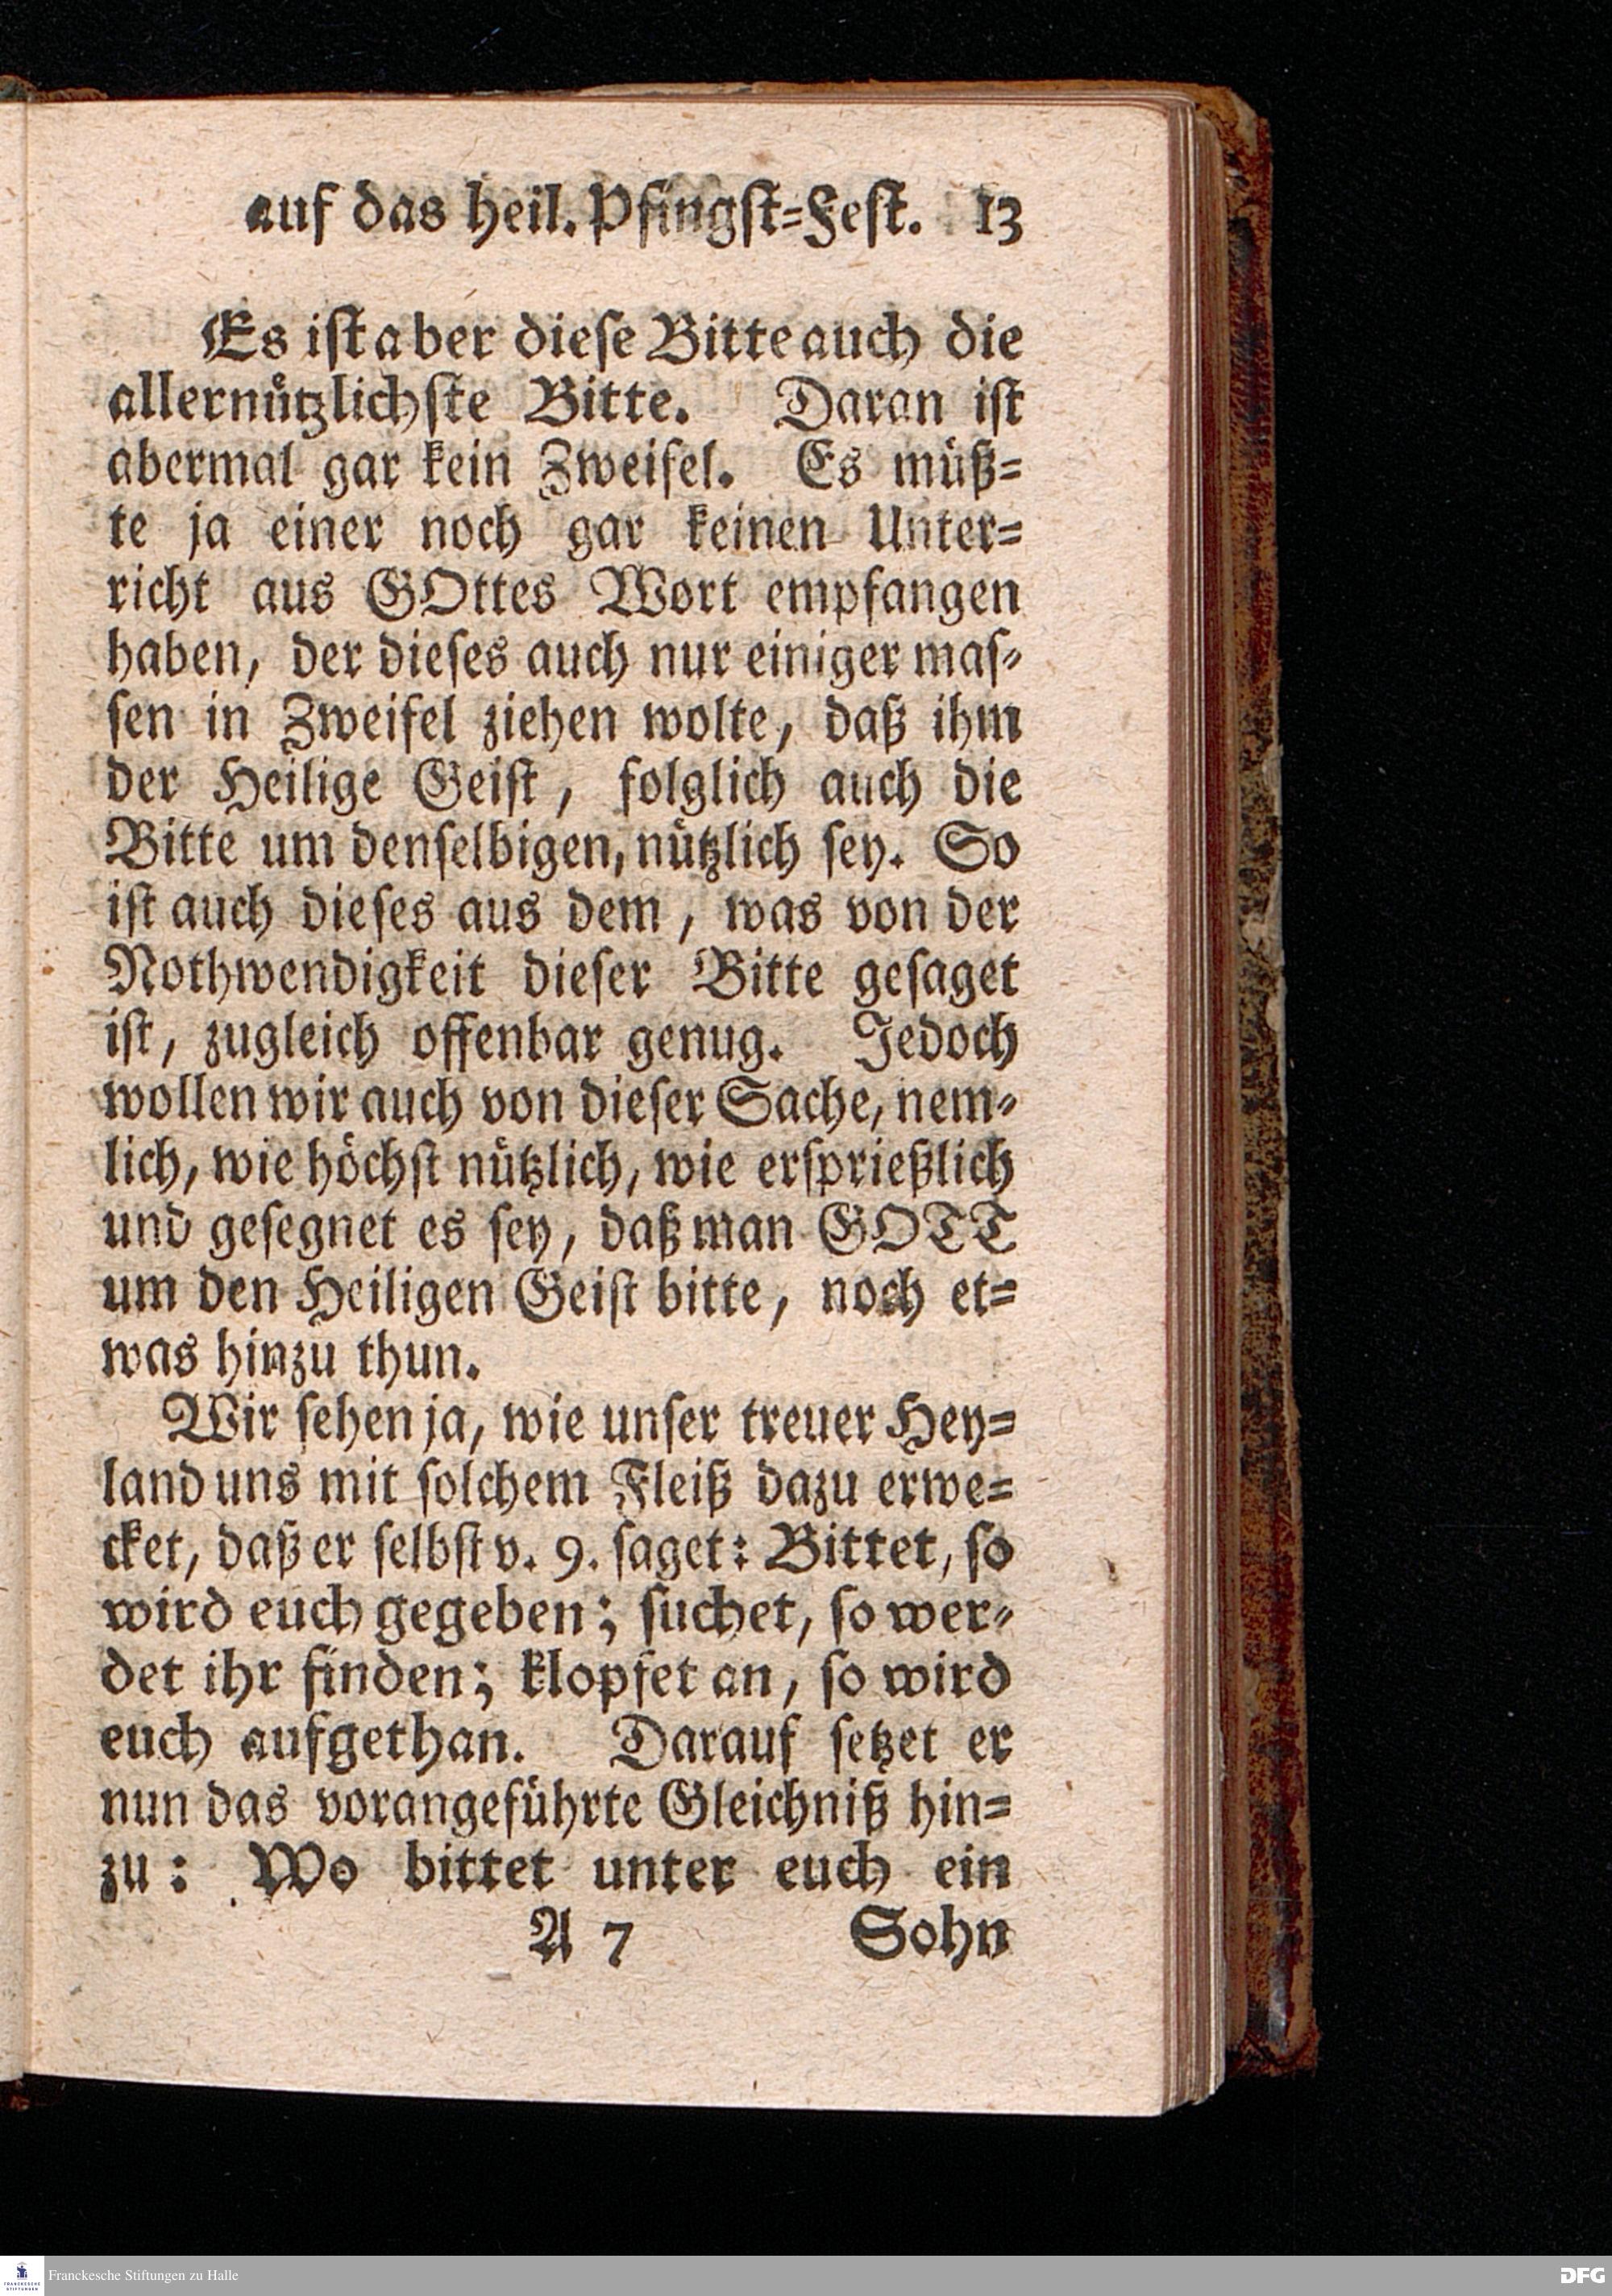 auf das heil. Pfingst-Fest. 13
Es ist aber diese Bitte auch die
allernützlichste Bitte. Daran ist
abermal gar kein Zweifel. Es müß-
te ja einer noch gar keinen Unter-
richt aus GOttes Wort empfangen
haben, der dieses auch nur einiger mas-
sen in Zweifel ziehen wolte, daß ihm
der Heilige Geist, folglich auch die
Bitte um denselbigen, nützlich sey. So
ist auch dieses aus dem, was von der
Nothwendigkeit dieser Bitte gesaget
ist, zugleich offenbar genug. Jedoch
wollen wir auch von dieser Sache, nem-
lich, wie höchst nützlich, wie ersprießlich
und gesegnet es sey, daß man GOTT
um den Heiligen Geist bitte, noch et-
was hinzu thun.
Wir sehen ja, wie unser treuer Hey-
land uns mit solchem Fleiß dazu erwe-
cket, daß er selbst v. 9. saget: Bittet, so
wird euch gegeben; suchet, so wer-
det ihr finden; klopfet an, so wird
euch aufgethan. Darauf setzet er
nun das vorangeführte Gleichniß hin-
zu: Wo bittet unter euch ein
A 7 Sohn
FRANCKESCHE STIFTUNGEN
Franckesche Stiftungen zu Halle
DFG